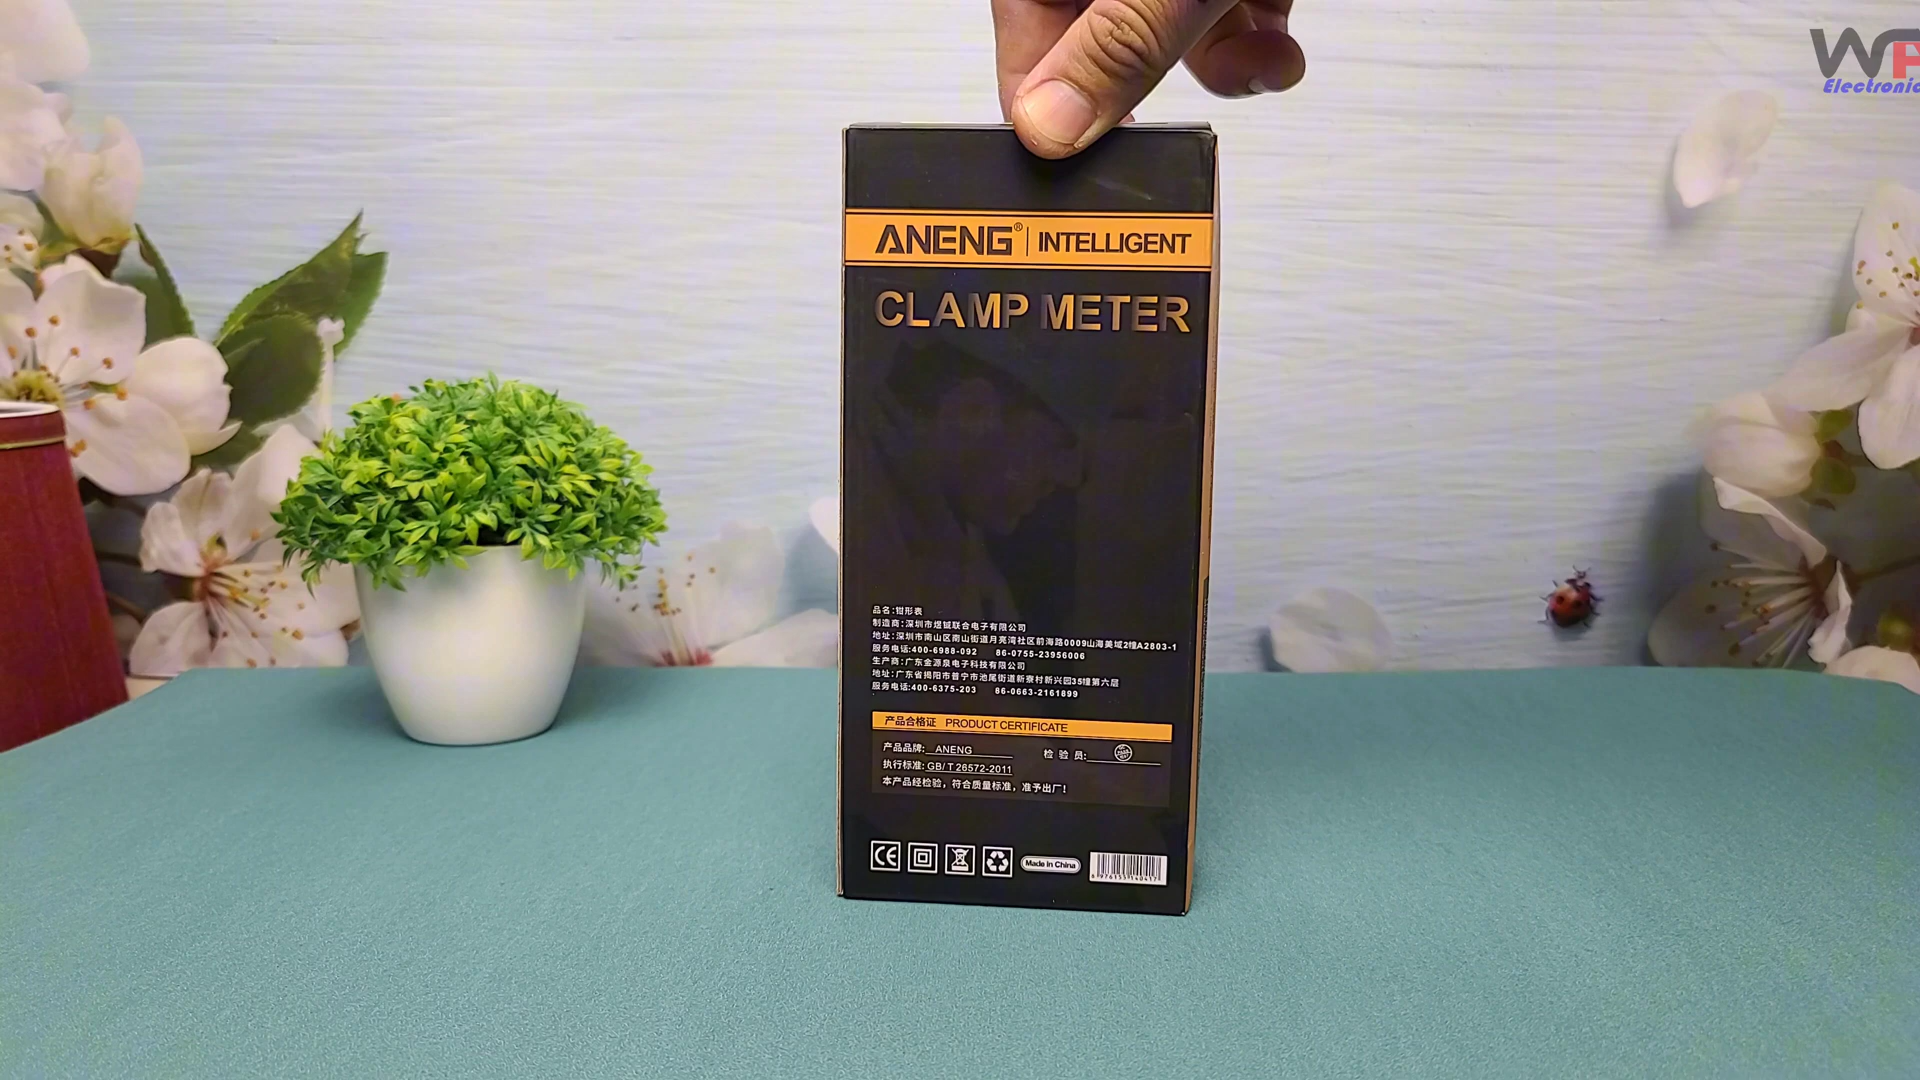 WA
Electronic
ANENG® | INTELLIGENT
CLAMP METER
品名:钳形表
制造商:深圳市煜铖联合电子有限公司
地址:深圳市南山区南山街道月亮湾社区前海路0009山海美域2幢A2803-1
服务电话:400-6988-092 86-0755-23956006
生产商:广东金源泉电子科技有限公司
地址:广东省揭阳市普宁市池尾街道新寮村新兴园35幢第六层
服务电话:400-6375-203 86-0663-2161899
产品合格证 PRODUCT CERTIFICATE
产品品牌: ANENG 检 验 员:
执行标准: GB/T 26572-2011
本产品经检验，符合质量标准，准予出厂!
CE
Made in China
8 976155 140417